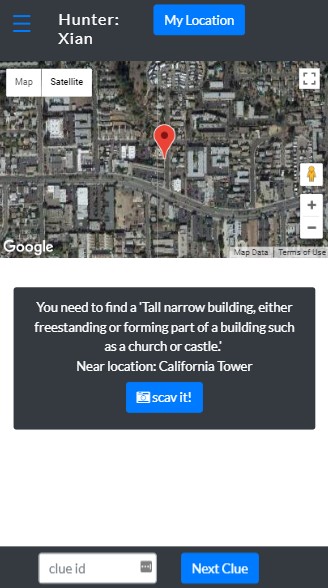 Hunter:
Xian
My Location
Map
Satellite
Google
Map Data
Terms of Use
You need to find a 'Tall narrow building, either
freestanding or forming part of a building such
as a church or castle.'
Near location: California Tower
scav it!
clue id
Next Clue